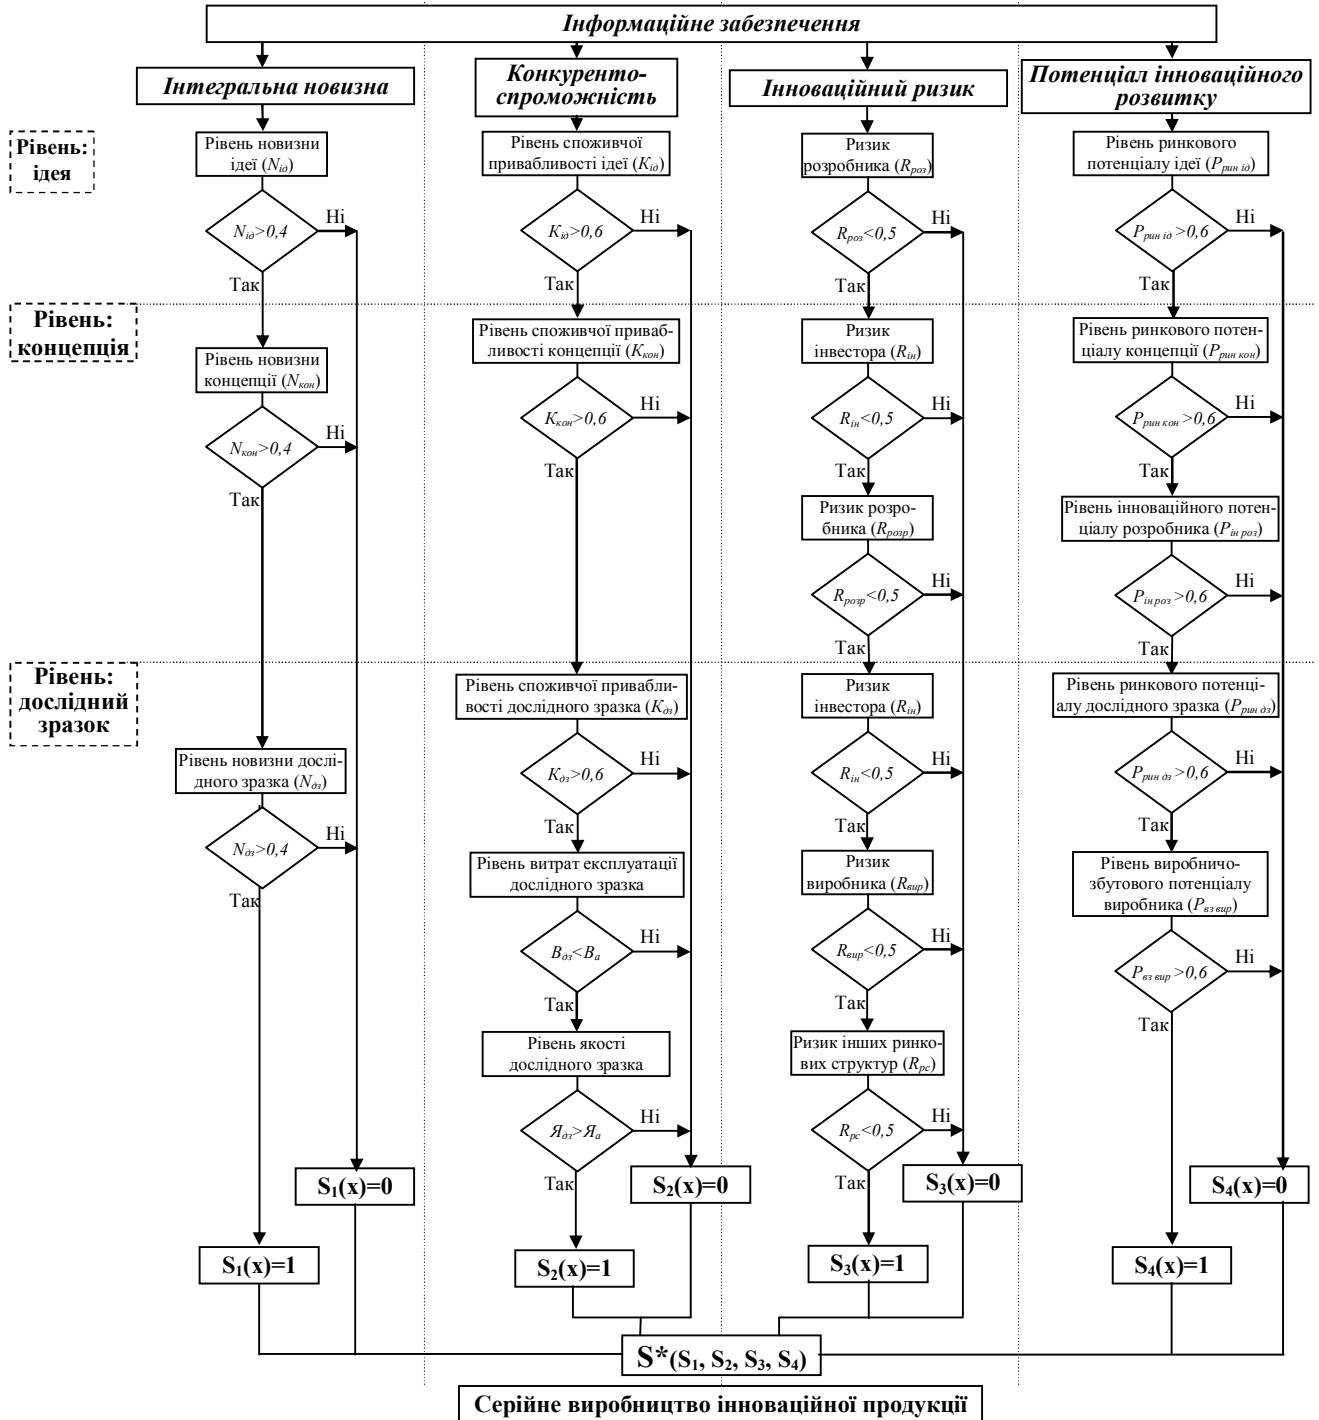 Інформаційне забезпечення
Інтегральна новизна
Конкуренто-
спроможність
Інноваційний ризик
Потенціал інноваційного
розвитку
Рівень:
ідея
Рівень новизни
ідеї (Nід)
Nід>0,4
Ні
Так
Рівень споживчої
привабливості ідеї (Kід)
Kід>0,6
Ні
Так
Ризик
розробника (Rроз)
Rроз<0,5
Ні
Так
Рівень ринкового
потенціалу ідеї (Pрин ід)
Pрин ід>0,6
Ні
Так
Рівень:
концепція
Рівень новизни
концепції (Nкон)
Nкон>0,4
Ні
Так
Рівень споживчої приваб-
ливості концепції (Kкон)
Kкон>0,6
Ні
Так
Ризик
інвестора (Rін)
Rін<0,5
Ні
Так
Ризик розро-
бника (Rрозр)
Rрозр<0,5
Ні
Так
Рівень ринкового потен-
ціалу концепції (Pрин кон)
Pрин кон>0,6
Ні
Так
Рівень інноваційного потен-
ціалу розробника (Pін роз)
Pін роз>0,6
Ні
Так
Рівень:
дослідний
зразок
Рівень новизни дослі-
дного зразка (Nдз)
Nдз>0,4
Ні
Так
Рівень споживчої привабли-
вості дослідного зразка (Kдз)
Kдз>0,6
Ні
Так
Рівень витрат експлуатації
дослідного зразка
Вдз<Ва
Ні
Так
Рівень якості
дослідного зразка
Ядз>Яа
Ні
Так
Ризик
інвестора (Rін)
Rін<0,5
Ні
Так
Ризик
виробника (Rвир)
Rвир<0,5
Ні
Так
Ризик інших ринко-
вих структур (Rрс)
Rрс<0,5
Ні
Так
Рівень ринкового потенці-
алу дослідного зразка (Pрин дз)
Pрин дз>0,6
Ні
Так
Рівень виробничо-
збутового потенціалу
виробника (Pвз вир)
Pвз вир>0,6
Ні
Так
S1(x)=0
S2(x)=0
S3(x)=0
S4(x)=0
S1(x)=1
S2(x)=1
S3(x)=1
S4(x)=1
S*(S1, S2, S3, S4)
Серійне виробництво інноваційної продукції